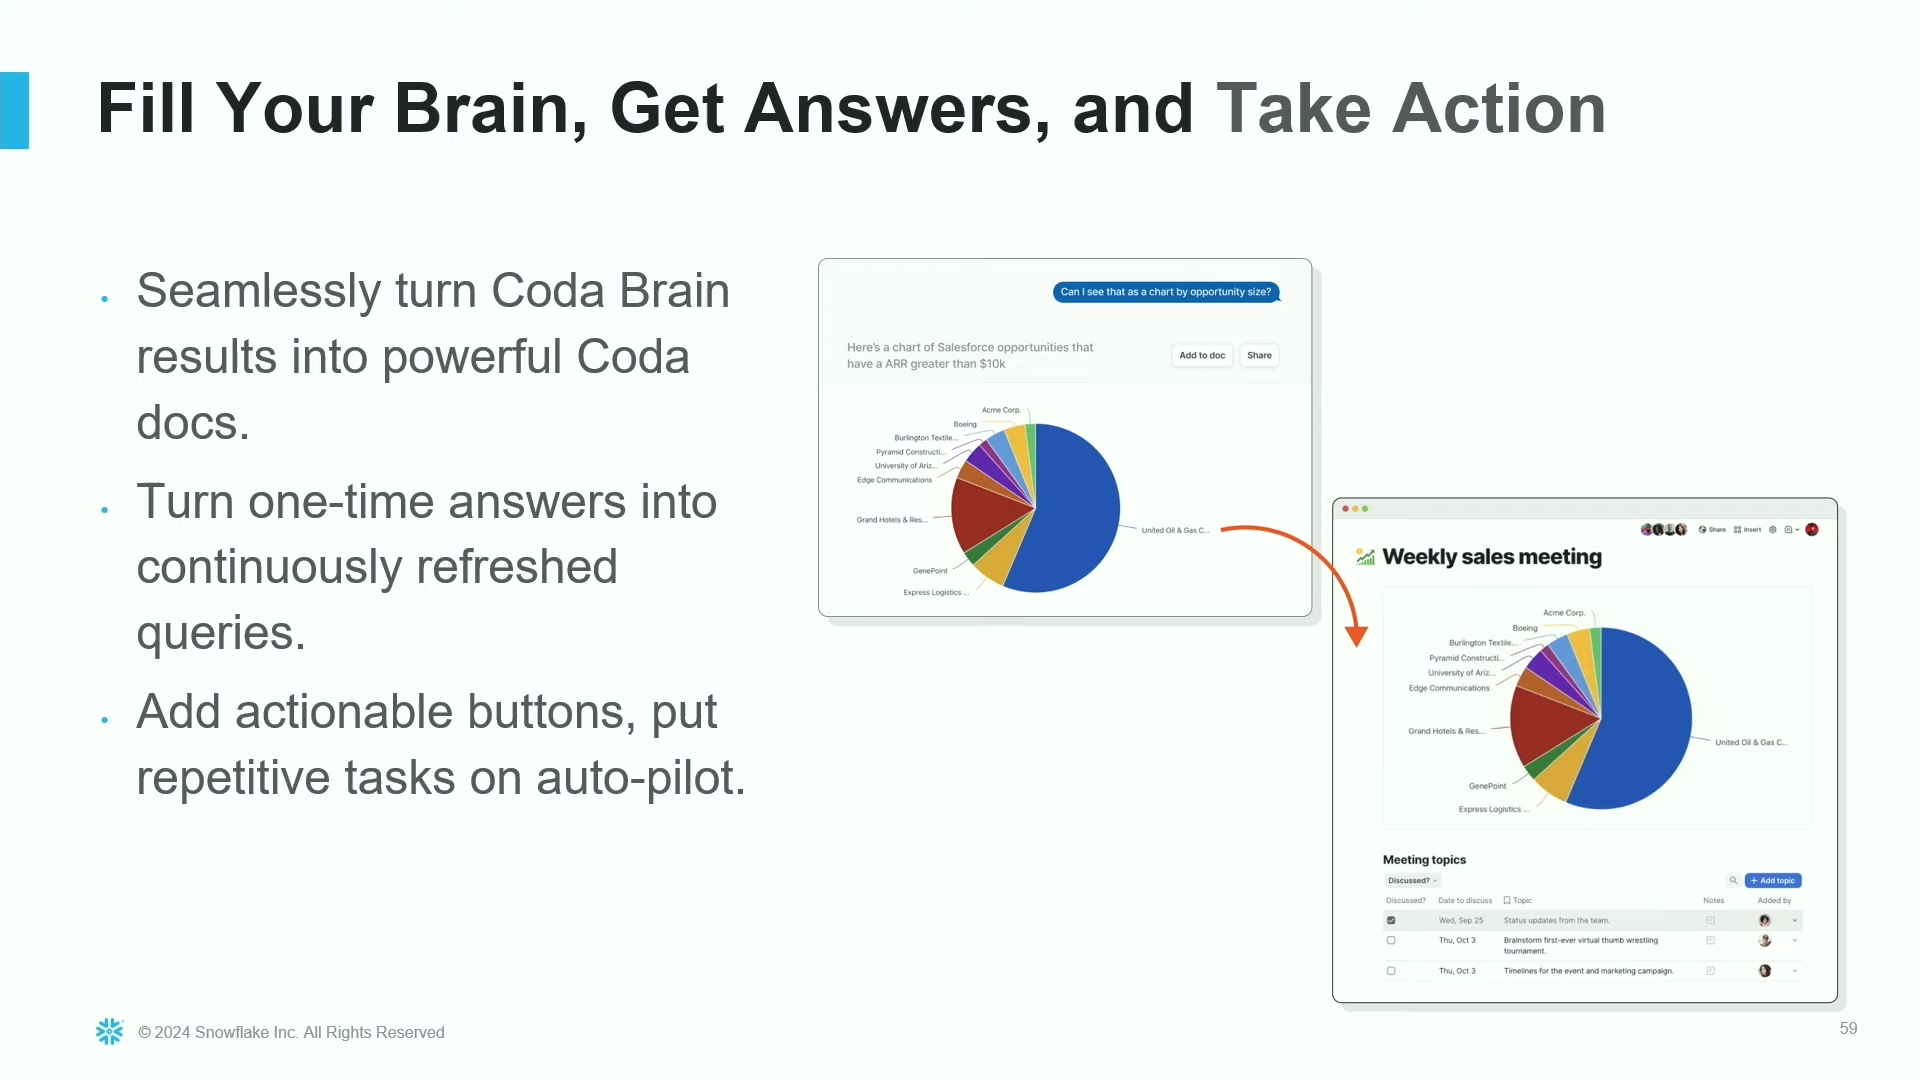 Fill Your Brain, Get Answers, and Take Action
Seamlessly turn Coda Brain
results into powerful Coda
docs.
Turn one-time answers into
continuously refreshed
queries.
Add actionable buttons, put
repetitive tasks on auto-pilot.
Can I see that as a chart by opportunity size?
Here's a chart of Salesforce opportunities that
have a ARR greater than $10k
Add to doc
Share
Acme Corp.
Boeing
Burlington Textile...
Pyramid Constructi...
University of Ariz...
Edge Communications
Grand Hotels & Res...
United Oil & Gas C...
GenePoint
Express Logistics ...
Share
Insert
Weekly sales meeting
Acme Corp.
Boeing
Burlington Textile...
Pyramid Constructi...
University of Ariz...
Edge Communications
Grand Hotels & Res...
United Oil & Gas C...
GenePoint
Express Logistics ...
Meeting topics
Discussed?
+ Add topic
Discussed? Date to discuss Topic Notes Added by
Wed, Sep 25 Status updates from the team.
Thu, Oct 3 Brainstorm first-ever virtual thumb wrestling
tournament.
Thu, Oct 3 Timelines for the event and marketing campaign.
© 2024 Snowflake Inc. All Rights Reserved
59